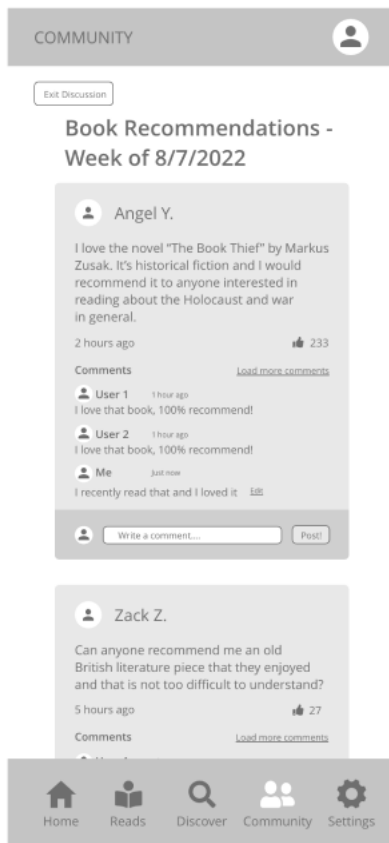 COMMUNITY
Exit Discussion
Book Recommendations -
Week of 8/7/2022
Angel Y.
I love the novel “The Book Thief” by Markus
Zusak. It’s historical fiction and I would
recommend it to anyone interested in
reading about the Holocaust and war
in general.
2 hours ago 233
Comments Load more comments
User 1 1 hour ago
I love that book, 100% recommend!
User 2 1 hour ago
I love that book, 100% recommend!
Me Just now
I recently read that and I loved it Edit
Write a comment.... Post!
Zack Z.
Can anyone recommend me an old
British literature piece that they enjoyed
and that is not too difficult to understand?
5 hours ago 27
Comments Load more comments
Home Reads Discover Community Settings